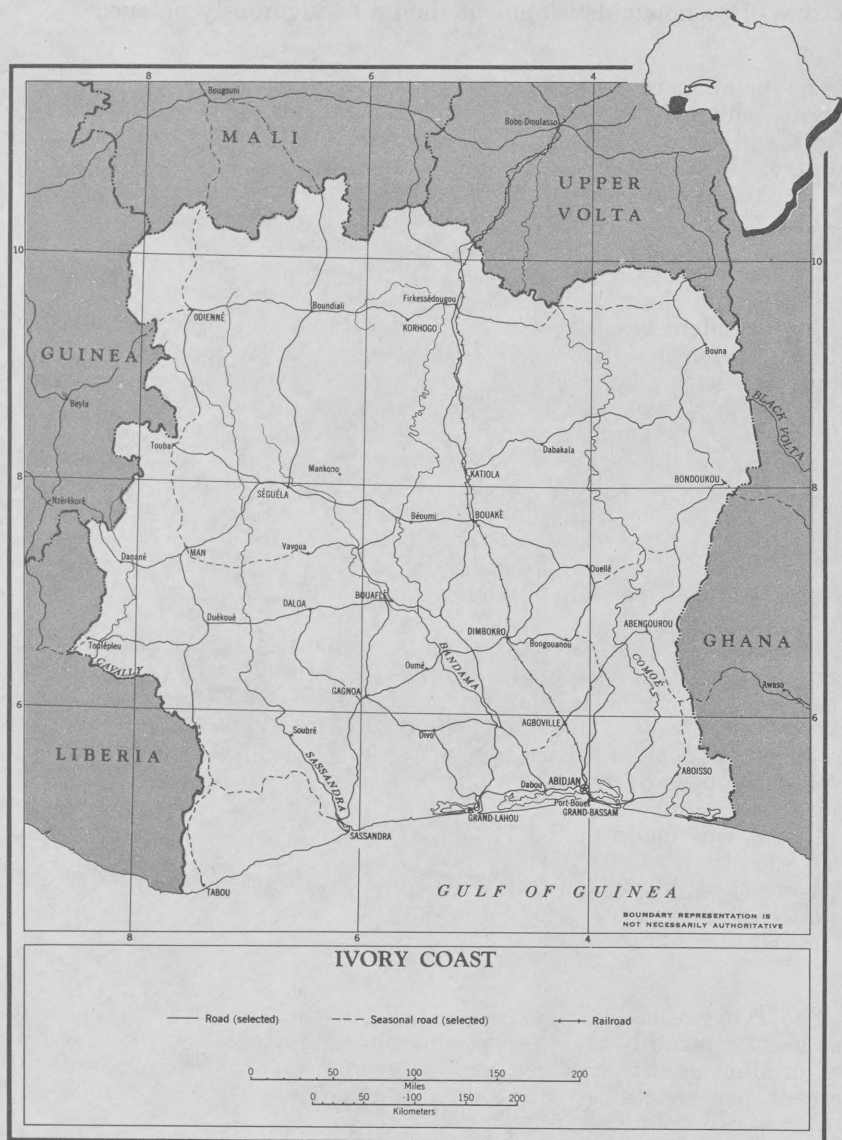 8
6
4
Bougouni
MALI
Bobo-Dioulasso
UPPER
VOLTA
10
10
ODIENNÉ
Boundiali
Firkessédougou
KORHOGO
GUINEA
Bouna
Beyla
BLACK VOLTA
Touba
Dabakala
Mankono
KATIOLA
8
8
SÉGUÉLA
BONDOUKOU
Nzérékoré
Béoumi
BOUAKÈ
Danané
MAN
Vavoua
Ouellé
BOUAFLÉ
DALOA
Duékoué
ABENGOUROU
DIMBOKRO
Bongouanou
GHANA
Toulépleu
CAVALLY
BANDAMA
COMOÉ
Oumé
GAGNOA
Awaso
6
6
AGBOVILLE
Soubré
Divo
LIBERIA
SASSANDRA
ABOISSO
ABIDJAN
Dabou
Port-Bouet
GRAND-BASSAM
GRAND-LAHOU
SASSANDRA
TABOU
GULF OF GUINEA
BOUNDARY REPRESENTATION IS
NOT NECESSARILY AUTHORITATIVE
8
6
4
IVORY COAST
Road (selected)
Seasonal road (selected)
Railroad
0 50 100 150 200
Miles
0 50 100 150 200
Kilometers